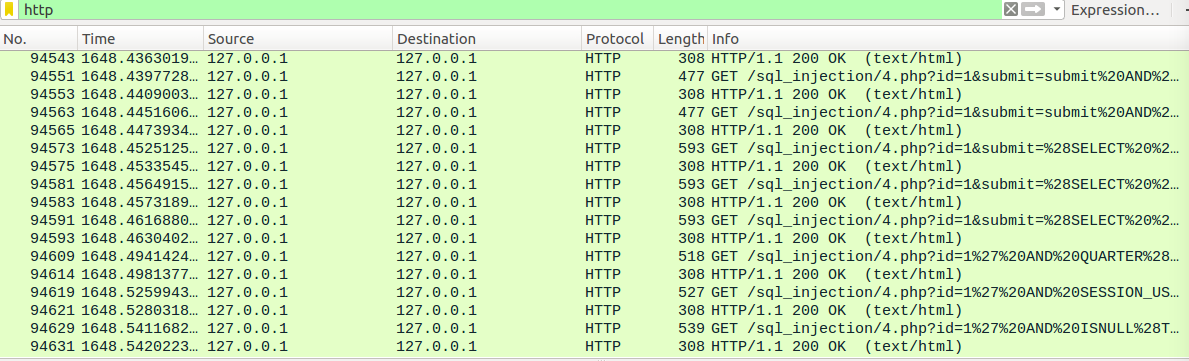 http Expression...
No. Time Source Destination Protocol Length Info
94543 1648.4363019... 127.0.0.1 127.0.0.1 HTTP 308 HTTP/1.1 200 OK (text/html)
94551 1648.4397728... 127.0.0.1 127.0.0.1 HTTP 477 GET /sql_injection/4.php?id=1&submit=submit%20AND%2...
94553 1648.4409003... 127.0.0.1 127.0.0.1 HTTP 308 HTTP/1.1 200 OK (text/html)
94563 1648.4451606... 127.0.0.1 127.0.0.1 HTTP 477 GET /sql_injection/4.php?id=1&submit=submit%20AND%2...
94565 1648.4473934... 127.0.0.1 127.0.0.1 HTTP 308 HTTP/1.1 200 OK (text/html)
94573 1648.4525125... 127.0.0.1 127.0.0.1 HTTP 593 GET /sql_injection/4.php?id=1&submit=%28SELECT%20%2...
94575 1648.4533545... 127.0.0.1 127.0.0.1 HTTP 308 HTTP/1.1 200 OK (text/html)
94581 1648.4564915... 127.0.0.1 127.0.0.1 HTTP 593 GET /sql_injection/4.php?id=1&submit=%28SELECT%20%2...
94583 1648.4573189... 127.0.0.1 127.0.0.1 HTTP 308 HTTP/1.1 200 OK (text/html)
94591 1648.4616880... 127.0.0.1 127.0.0.1 HTTP 593 GET /sql_injection/4.php?id=1&submit=%28SELECT%20%2...
94593 1648.4630402... 127.0.0.1 127.0.0.1 HTTP 308 HTTP/1.1 200 OK (text/html)
94609 1648.4941424... 127.0.0.1 127.0.0.1 HTTP 518 GET /sql_injection/4.php?id=1%27%20AND%20QUARTER%28...
94614 1648.4981377... 127.0.0.1 127.0.0.1 HTTP 308 HTTP/1.1 200 OK (text/html)
94619 1648.5259943... 127.0.0.1 127.0.0.1 HTTP 527 GET /sql_injection/4.php?id=1%27%20AND%20SESSION_US...
94621 1648.5280318... 127.0.0.1 127.0.0.1 HTTP 308 HTTP/1.1 200 OK (text/html)
94629 1648.5411682... 127.0.0.1 127.0.0.1 HTTP 539 GET /sql_injection/4.php?id=1%27%20AND%20ISNULL%28T...
94631 1648.5420223... 127.0.0.1 127.0.0.1 HTTP 308 HTTP/1.1 200 OK (text/html)